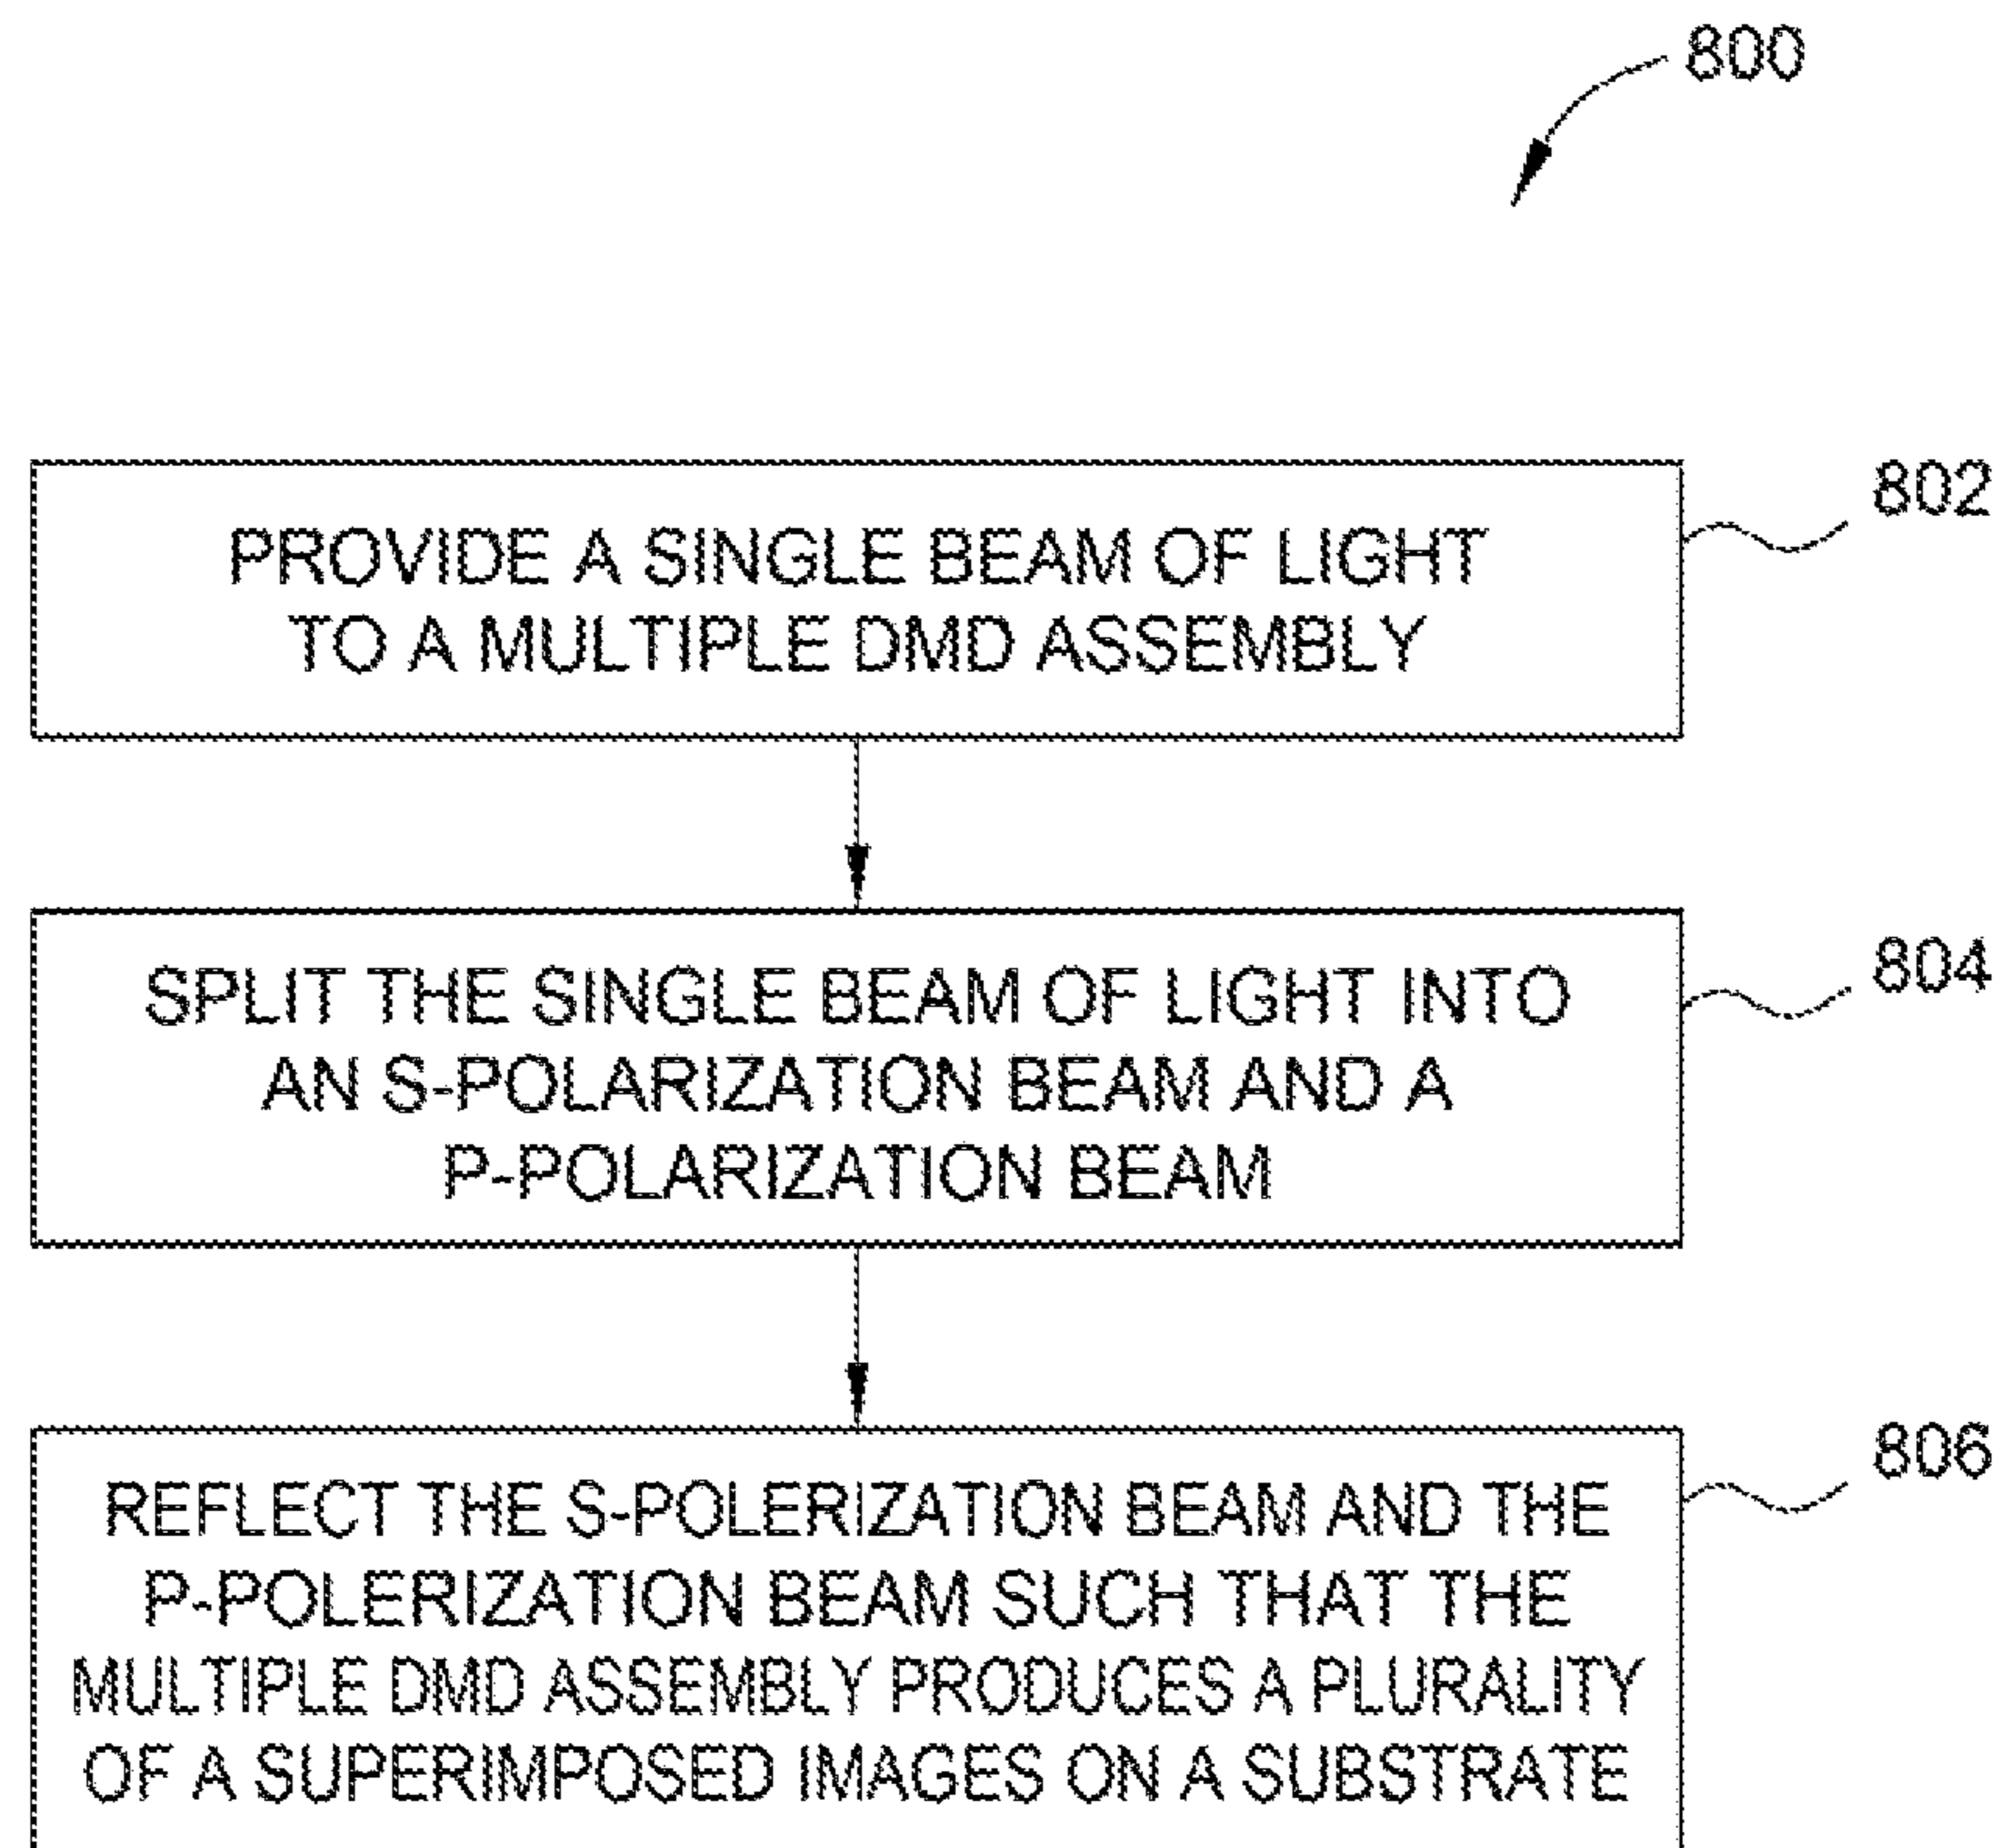 800
PROVIDE A SINGLE BEAM OF LIGHT
TO A MULTIPLE DMD ASSEMBLY
802
SPLIT THE SINGLE BEAM OF LIGHT INTO
AN S-POLARIZATION BEAM AND A
P-POLARIZATION BEAM
804
REFLECT THE S-POLERIZATION BEAM AND THE
P-POLERIZATION BEAM SUCH THAT THE
MULTIPLE DMD ASSEMBLY PRODUCES A PLURALITY
OF A SUPERIMPOSED IMAGES ON A SUBSTRATE
806